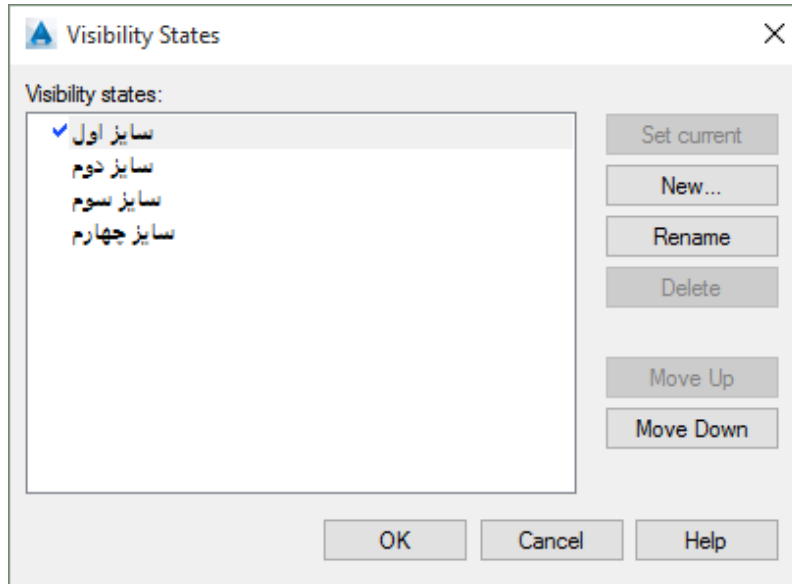 Visibility States
Visibility states:
سایز اول
سایز دوم
سایز سوم
سایز چهارم
Set current
New...
Rename
Delete
Move Up
Move Down
OK
Cancel
Help